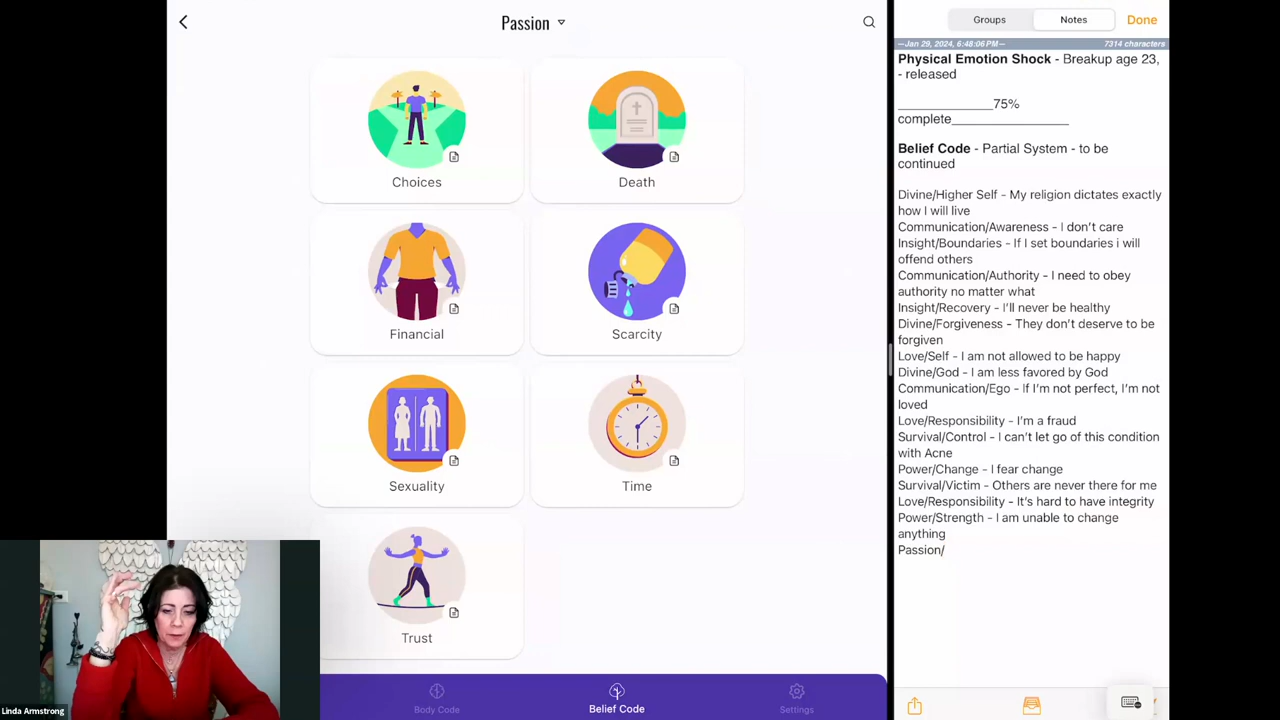 Passion
Choices
Death
Financial
Scarcity
Sexuality
Time
Trust
Body Code
Belief Code
Settings
Linda Armstrong
Groups
Notes
Done
—Jan 29, 2024, 6:48:06 PM—
7314 characters
Physical Emotion Shock - Breakup age 23,
- released
______________75%
complete_________________
Belief Code - Partial System - to be
continued
Divine/Higher Self - My religion dictates exactly
how I will live
Communication/Awareness - I don't care
Insight/Boundaries - If I set boundaries i will
offend others
Communication/Authority - I need to obey
authority no matter what
Insight/Recovery - I'll never be healthy
Divine/Forgiveness - They don't deserve to be
forgiven
Love/Self - I am not allowed to be happy
Divine/God - I am less favored by God
Communication/Ego - If I'm not perfect, I'm not
loved
Love/Responsibility - I'm a fraud
Survival/Control - I can't let go of this condition
with Acne
Power/Change - I fear change
Survival/Victim - Others are never there for me
Love/Responsibility - It's hard to have integrity
Power/Strength - I am unable to change
anything
Passion/